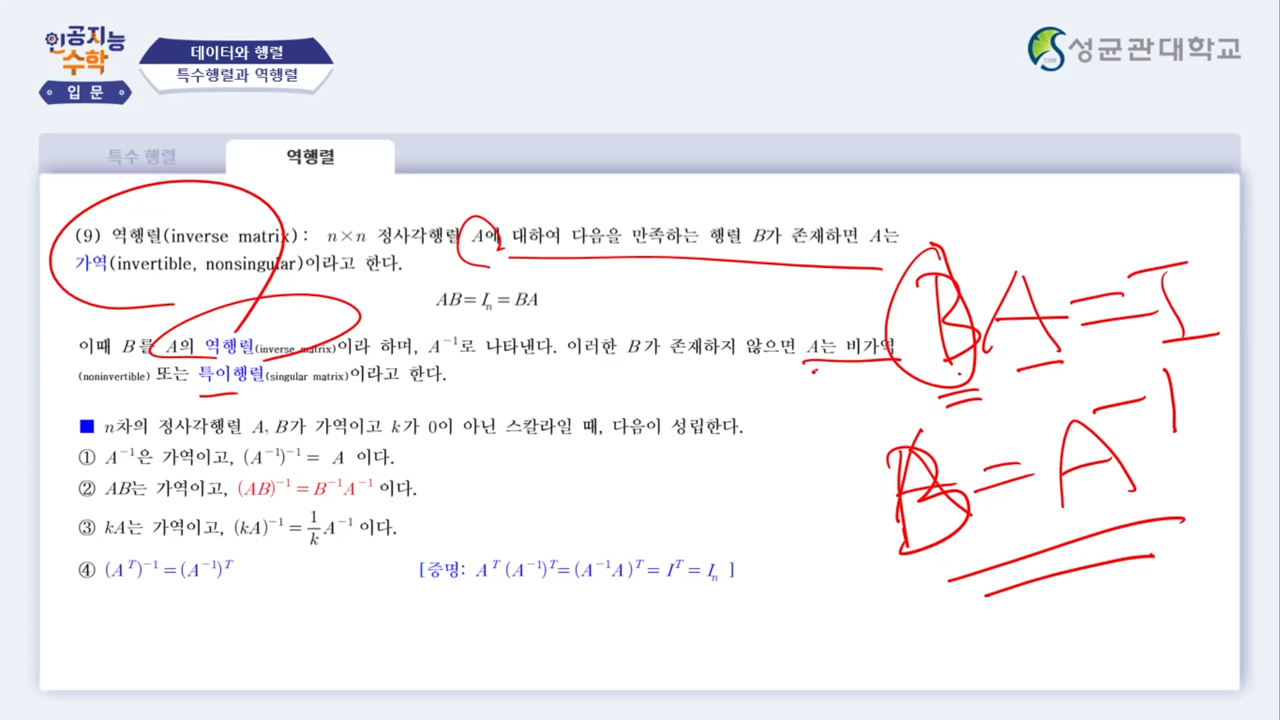 인공지능
수학
입문
데이터와 행렬
특수행렬과 역행렬
성균관대학교
특수 행렬
역행렬
(9) 역행렬(inverse matrix): n×n 정사각행렬 A에 대하여 다음을 만족하는 행렬 B가 존재하면 A는
가역(invertible, nonsingular)이라고 한다.
AB = Iₙ = BA
이때 B를 A의 역행렬(inverse matrix)이라 하며, A⁻¹로 나타낸다. 이러한 B가 존재하지 않으면 A는 비가역
(noninvertible) 또는 특이행렬(singular matrix)이라고 한다.
■ n차의 정사각행렬 A, B가 가역이고 k가 0이 아닌 스칼라일 때, 다음이 성립한다.
① A⁻¹은 가역이고, (A⁻¹)⁻¹ = A 이다.
② AB는 가역이고, (AB)⁻¹ = B⁻¹A⁻¹ 이다.
③ kA는 가역이고, (kA)⁻¹ = 1/k A⁻¹ 이다.
④ (Aᵀ)⁻¹ = (A⁻¹)ᵀ [증명: Aᵀ(A⁻¹)ᵀ = (A⁻¹A)ᵀ = Iᵀ = Iₙ ]
BA = I
B = A⁻¹